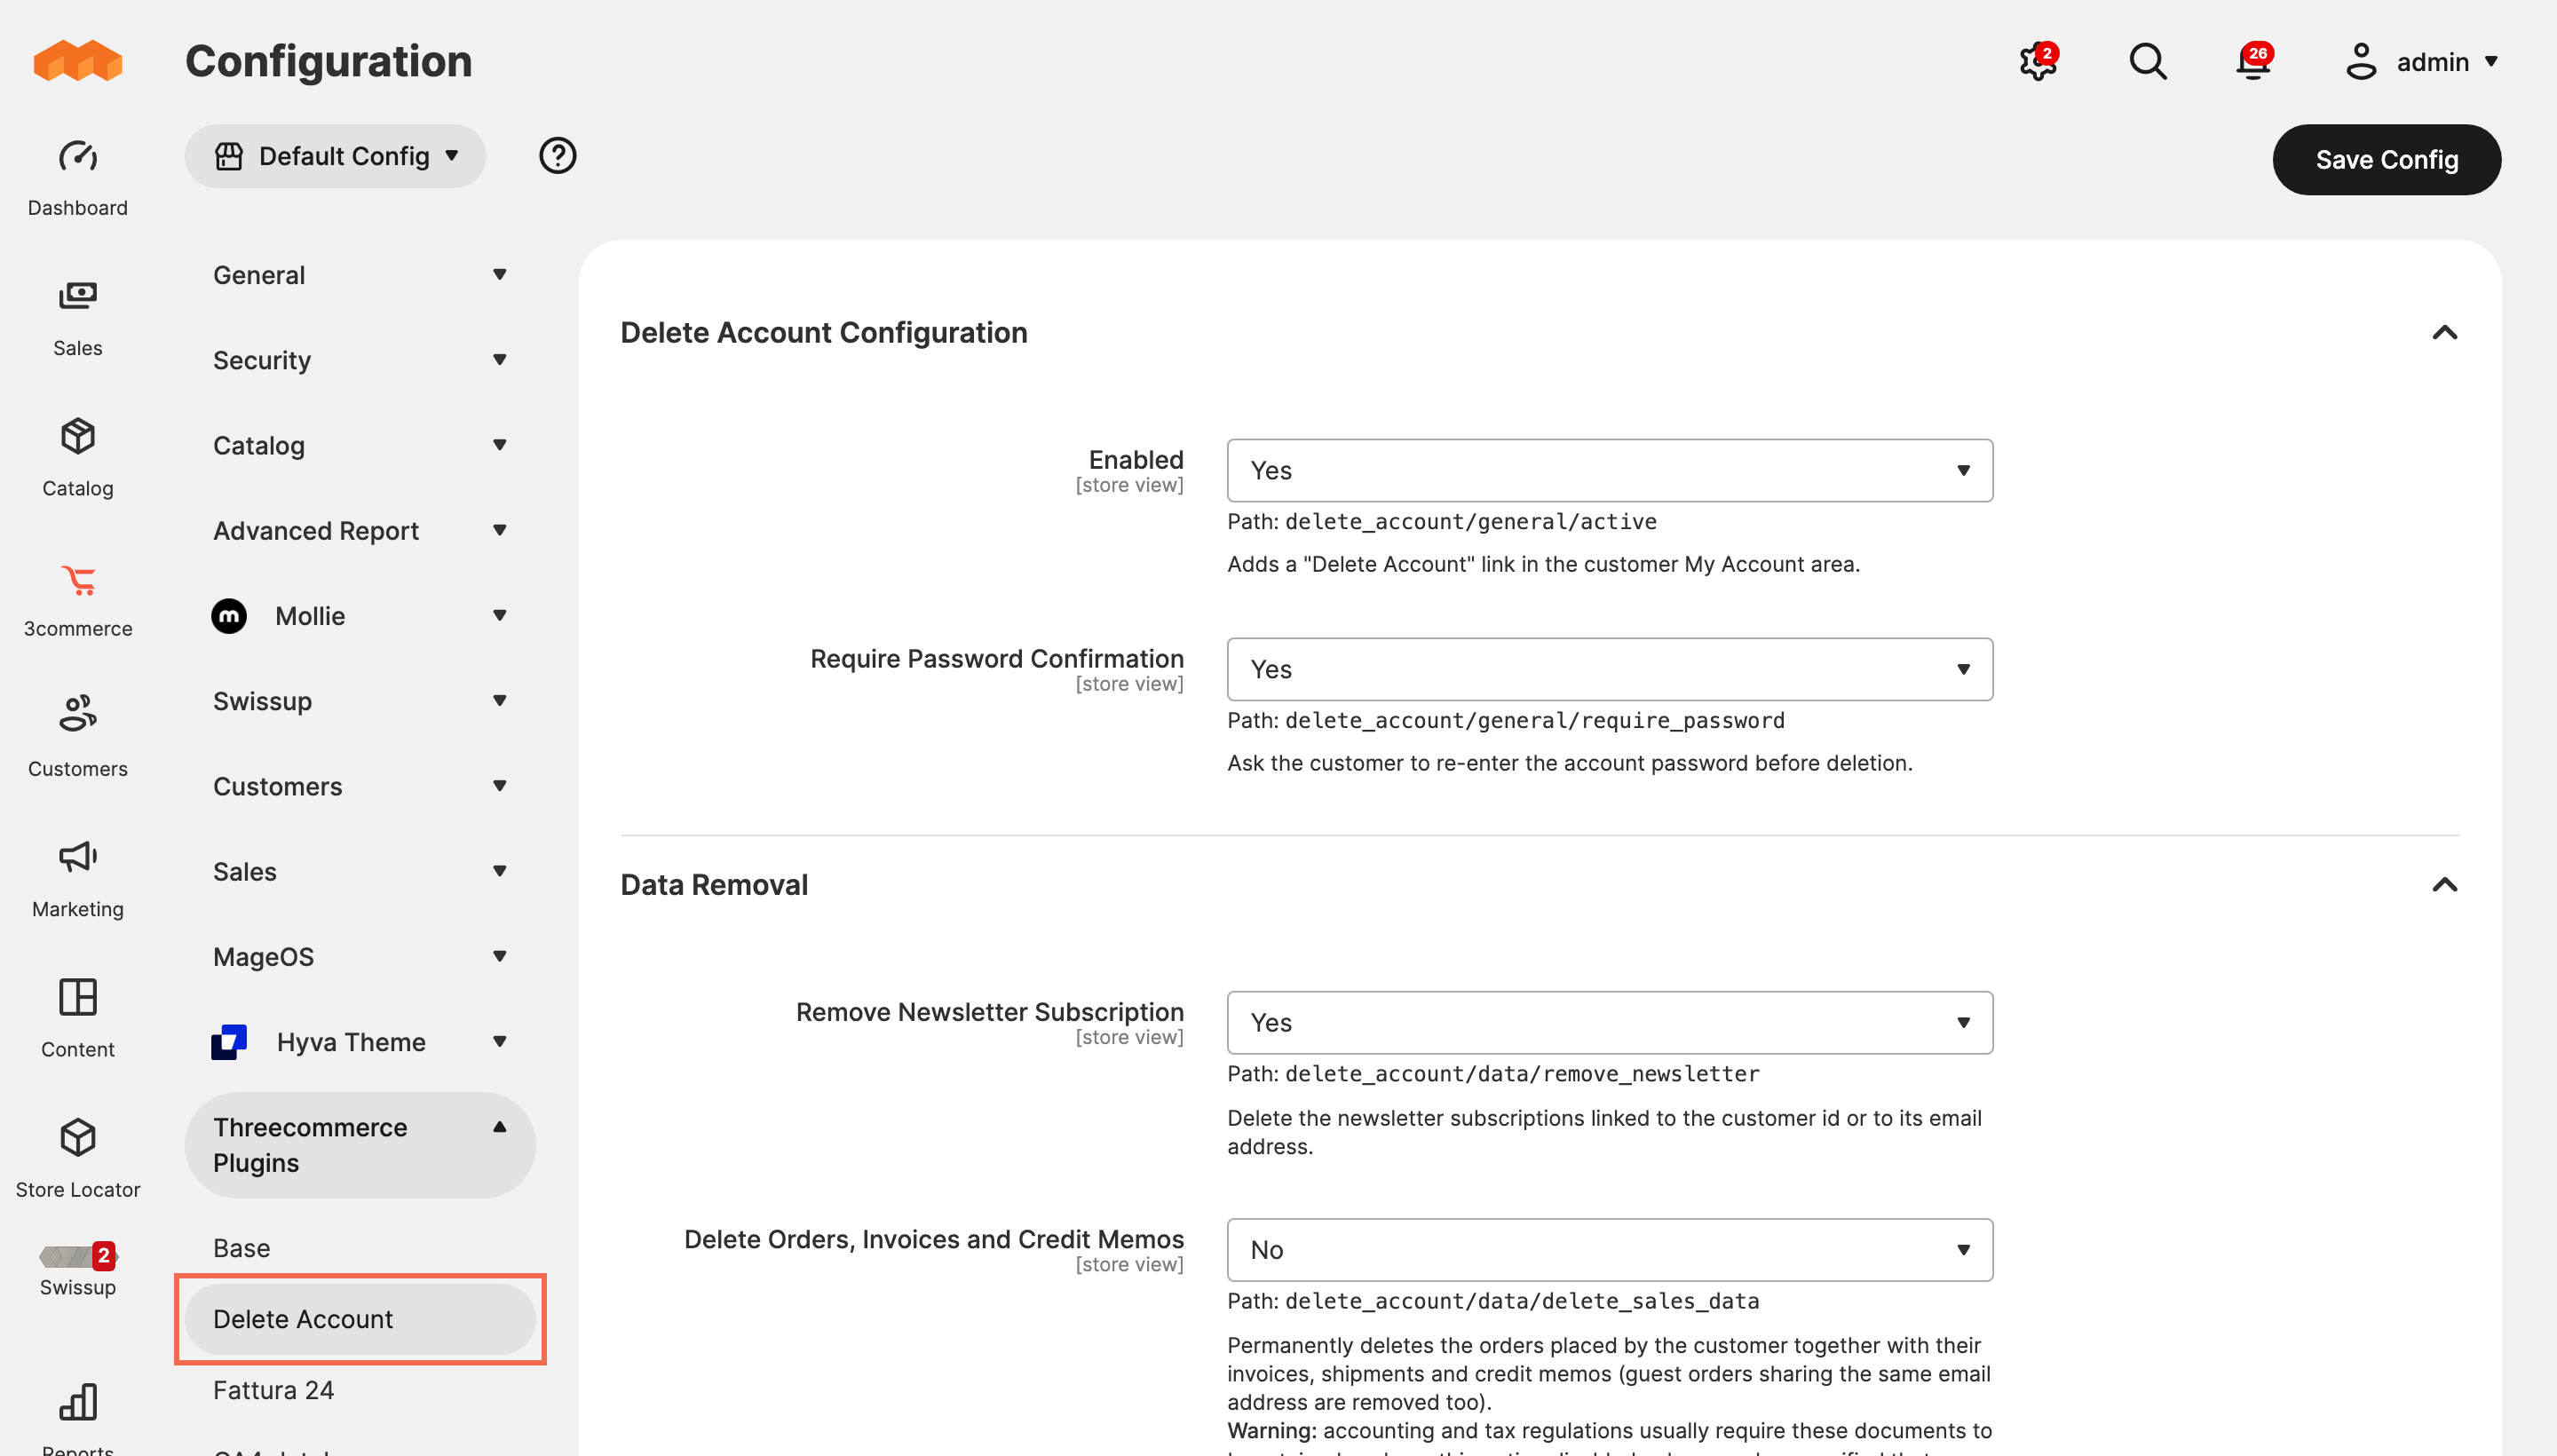 Configuration
2
26
admin
Default Config
Save Config
Dashboard
Sales
Catalog
3commerce
Customers
Marketing
Content
Store Locator
2
Swissup
Reports
General
Security
Catalog
Advanced Report
m
Mollie
Swissup
Customers
Sales
MageOS
Hyva Theme
Threecommerce
Plugins
Base
Delete Account
Fattura 24
Delete Account Configuration
Enabled
[store view]
Yes
Path: delete_account/general/active
Adds a "Delete Account" link in the customer My Account area.
Require Password Confirmation
[store view]
Yes
Path: delete_account/general/require_password
Ask the customer to re-enter the account password before deletion.
Data Removal
Remove Newsletter Subscription
[store view]
Yes
Path: delete_account/data/remove_newsletter
Delete the newsletter subscriptions linked to the customer id or to its email
address.
Delete Orders, Invoices and Credit Memos
[store view]
No
Path: delete_account/data/delete_sales_data
Permanently deletes the orders placed by the customer together with their
invoices, shipments and credit memos (guest orders sharing the same email
address are removed too).
Warning: accounting and tax regulations usually require these documents to